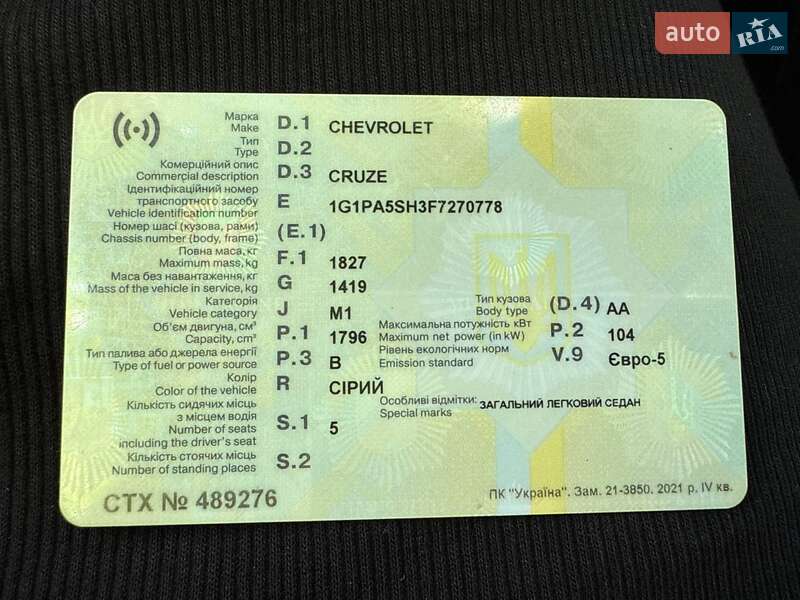 auto RIA .com
Марка
Make D.1 CHEVROLET
Тип
Type D.2
Комерційний опис
Commercial description D.3 CRUZE
Ідентифікаційний номер
транспортного засобу
Vehicle identification number E 1G1PA5SH3F7270778
Номер шасі (кузова, рами)
Chassis number (body, frame) (E.1)
Повна маса, кг
Maximum mass, kg F.1 1827
Маса без навантаження, кг
Mass of the vehicle in service, kg G 1419
Категорія
Vehicle category J M1
Тип кузова
Body type (D.4) AA
Об'єм двигуна, см³
Capacity, cm³ P.1 1796
Максимальна потужність кВт
Maximum net power (in kW) P.2 104
Тип палива або джерела енергії
Type of fuel or power source P.3 B
Рівень екологічних норм
Emission standard V.9 Євро-5
Колір
Color of the vehicle R СІРИЙ
Особливі відмітки:
Special marks ЗАГАЛЬНИЙ ЛЕГКОВИЙ СЕДАН
Кількість сидячих місць
з місцем водія
Number of seats
including the driver's seat S.1 5
Кількість стоячих місць
Number of standing places S.2
СТХ № 489276
ПК "Україна". Зам. 21-3850. 2021 р. IV кв.